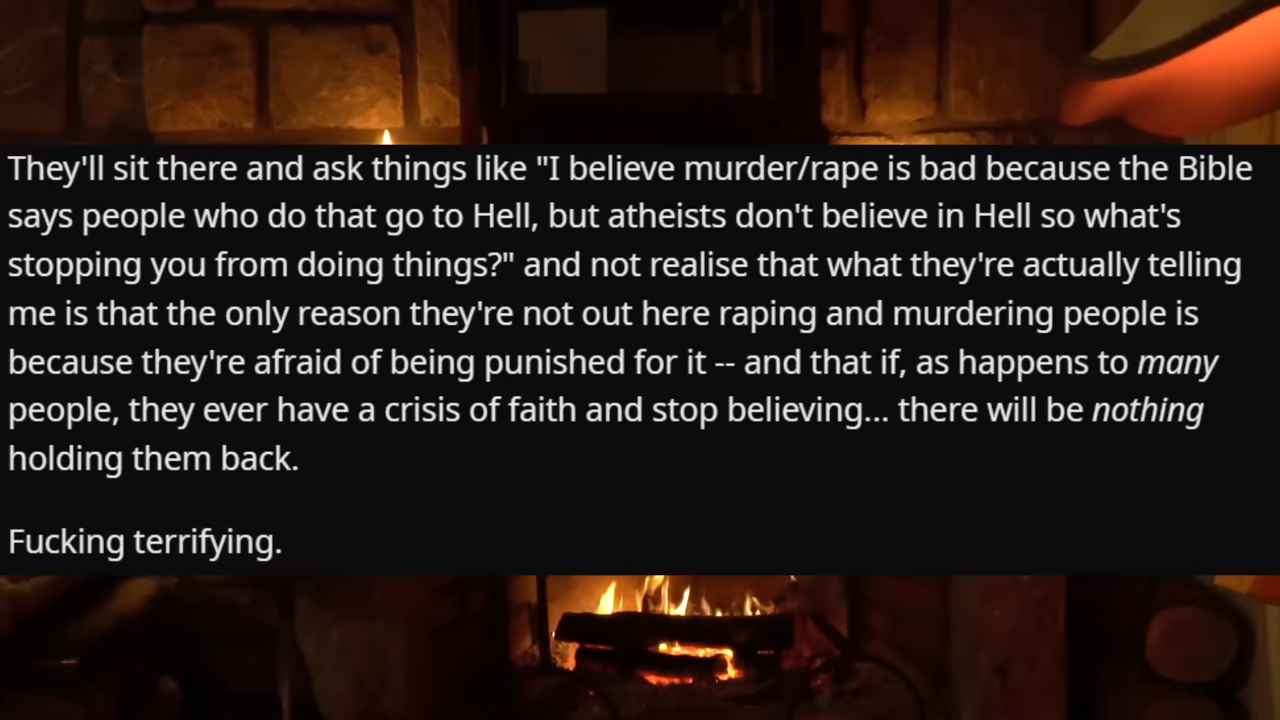 They'll sit there and ask things like "I believe murder/rape is bad because the Bible
says people who do that go to Hell, but atheists don't believe in Hell so what's
stopping you from doing things?" and not realise that what they're actually telling
me is that the only reason they're not out here raping and murdering people is
because they're afraid of being punished for it -- and that if, as happens to many
people, they ever have a crisis of faith and stop believing... there will be nothing
holding them back.
Fucking terrifying.